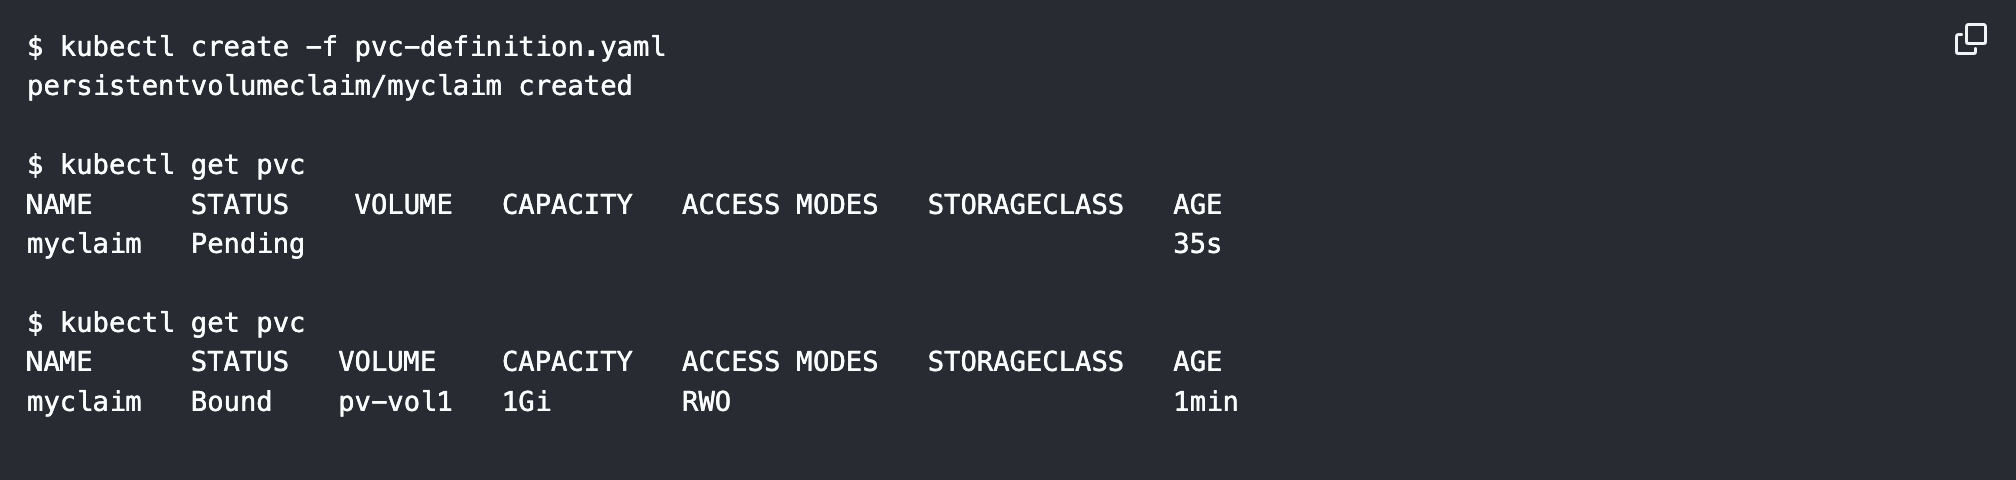 $ kubectl create -f pvc-definition.yaml
persistentvolumeclaim/myclaim created
$ kubectl get pvc
NAME      STATUS    VOLUME   CAPACITY   ACCESS MODES   STORAGECLASS   AGE
myclaim   Pending                                                     35s
$ kubectl get pvc
NAME      STATUS   VOLUME    CAPACITY   ACCESS MODES   STORAGECLASS   AGE
myclaim   Bound    pv-vol1   1Gi        RWO                           1min